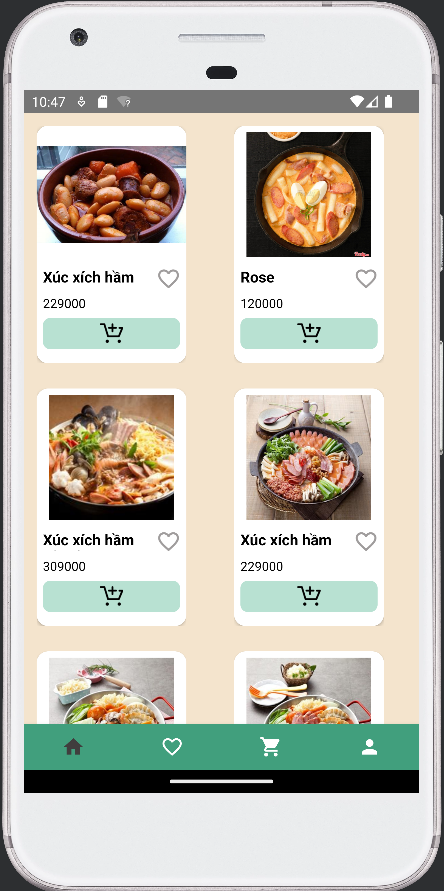 10:47
Xúc xích hầm
229000
Rose
120000
Xúc xích hầm
309000
Xúc xích hầm
229000